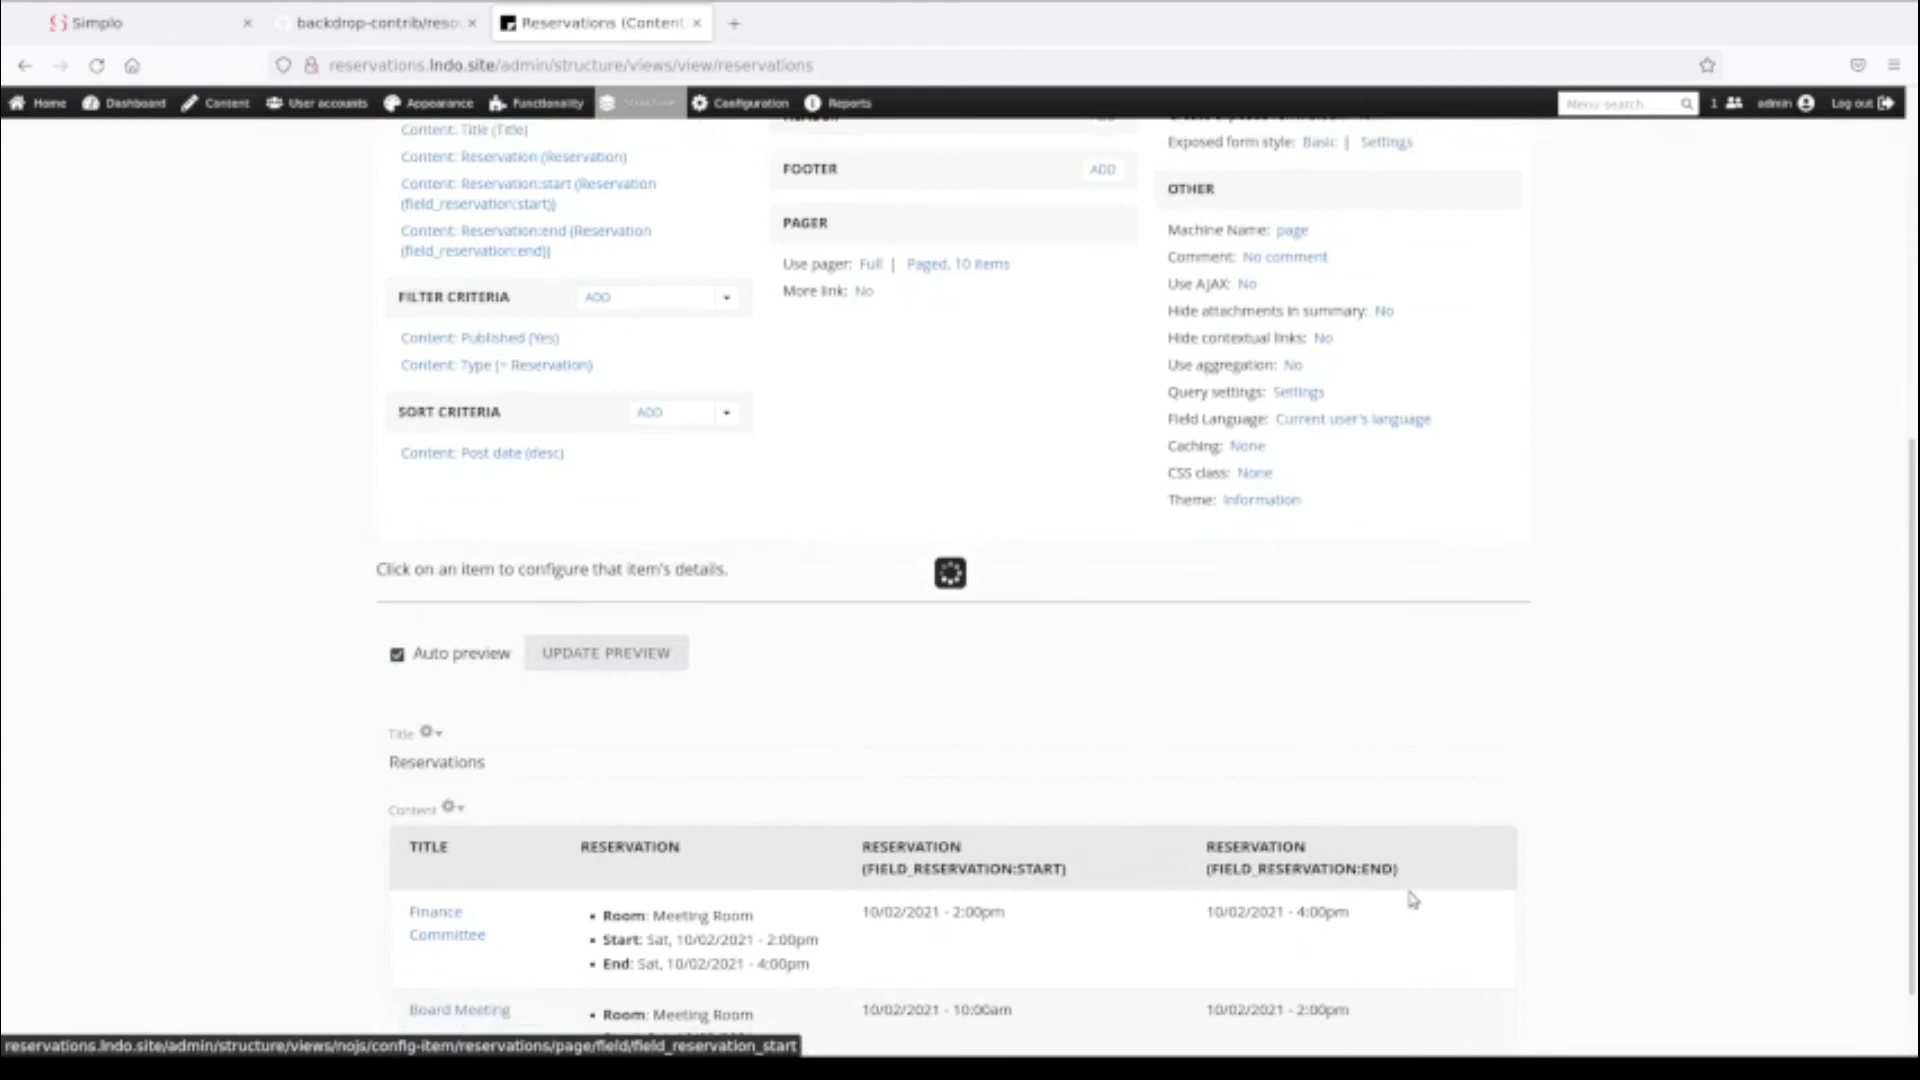 Simplo
backdrop-contrib/reso
Reservations (Content
reservations.lndo.site/admin/structure/views/view/reservations
Home Dashboard Content User accounts Appearance Functionality Structure Configuration Reports Menu search 1 admin Log out
Content: Title (Title)
Content: Reservation (Reservation)
Content: Reservation:start (Reservation
(field_reservation:start))
Content: Reservation:end (Reservation
(field_reservation:end))
FILTER CRITERIA ADD
Content: Published (Yes)
Content: Type (= Reservation)
SORT CRITERIA ADD
Content: Post date (desc)
FOOTER ADD
PAGER
Use pager: Full | Paged, 10 items
More link: No
Exposed form style: Basic | Settings
OTHER
Machine Name: page
Comment: No comment
Use AJAX: No
Hide attachments in summary: No
Hide contextual links: No
Use aggregation: No
Query settings: Settings
Field Language: Current user's language
Caching: None
CSS class: None
Theme: Information
Click on an item to configure that item's details.
Auto preview UPDATE PREVIEW
Title
Reservations
Content
TITLE RESERVATION RESERVATION (FIELD_RESERVATION:START) RESERVATION (FIELD_RESERVATION:END)
Finance Committee
Room: Meeting Room
Start: Sat, 10/02/2021 - 2:00pm
End: Sat, 10/02/2021 - 4:00pm
10/02/2021 - 2:00pm
10/02/2021 - 4:00pm
Board Meeting
Room: Meeting Room
10/02/2021 - 10:00am
10/02/2021 - 2:00pm
reservations.lndo.site/admin/structure/views/nojs/config-item/reservations/page/field/field_reservation_start